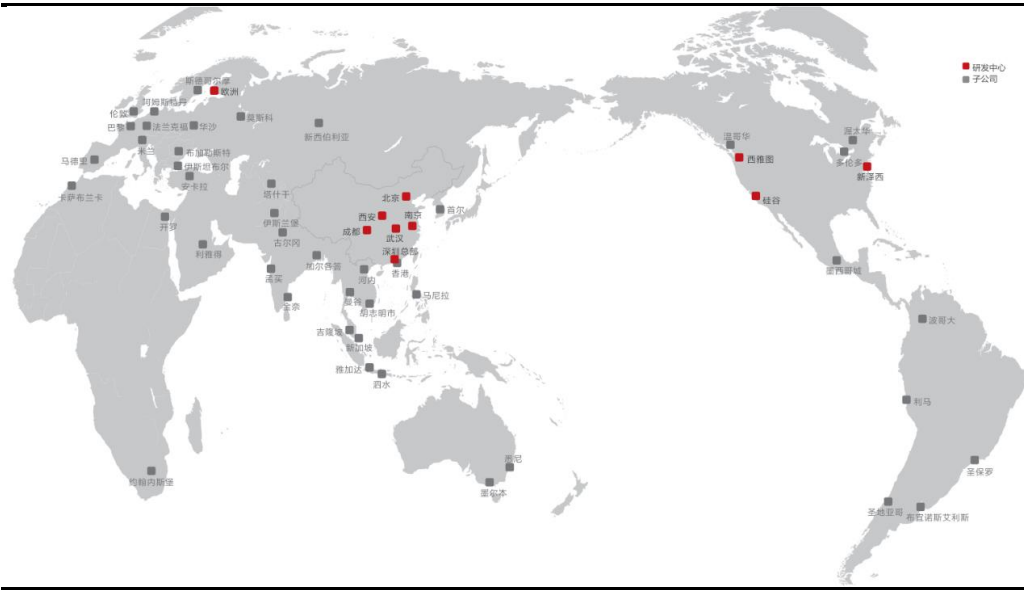 研发中心
子公司
斯德哥尔摩
欧洲
阿姆斯特丹
伦敦
莫斯科
巴黎
法兰克福
华沙
新西伯利亚
米兰
布加勒斯特
马德里
伊斯坦布尔
安卡拉
卡萨布兰卡
塔什干
北京
首尔
开罗
伊斯兰堡
西安
南京
古尔冈
成都
武汉
利雅得
深圳总部
加尔各答
香港
孟买
河内
金奈
曼谷
马尼拉
胡志明市
吉隆坡
新加坡
雅加达
泗水
约翰内斯堡
悉尼
墨尔本
温哥华
渥太华
西雅图
多伦多
新泽西
硅谷
墨西哥城
波哥大
利马
圣保罗
圣地亚哥
布宜诺斯艾利斯